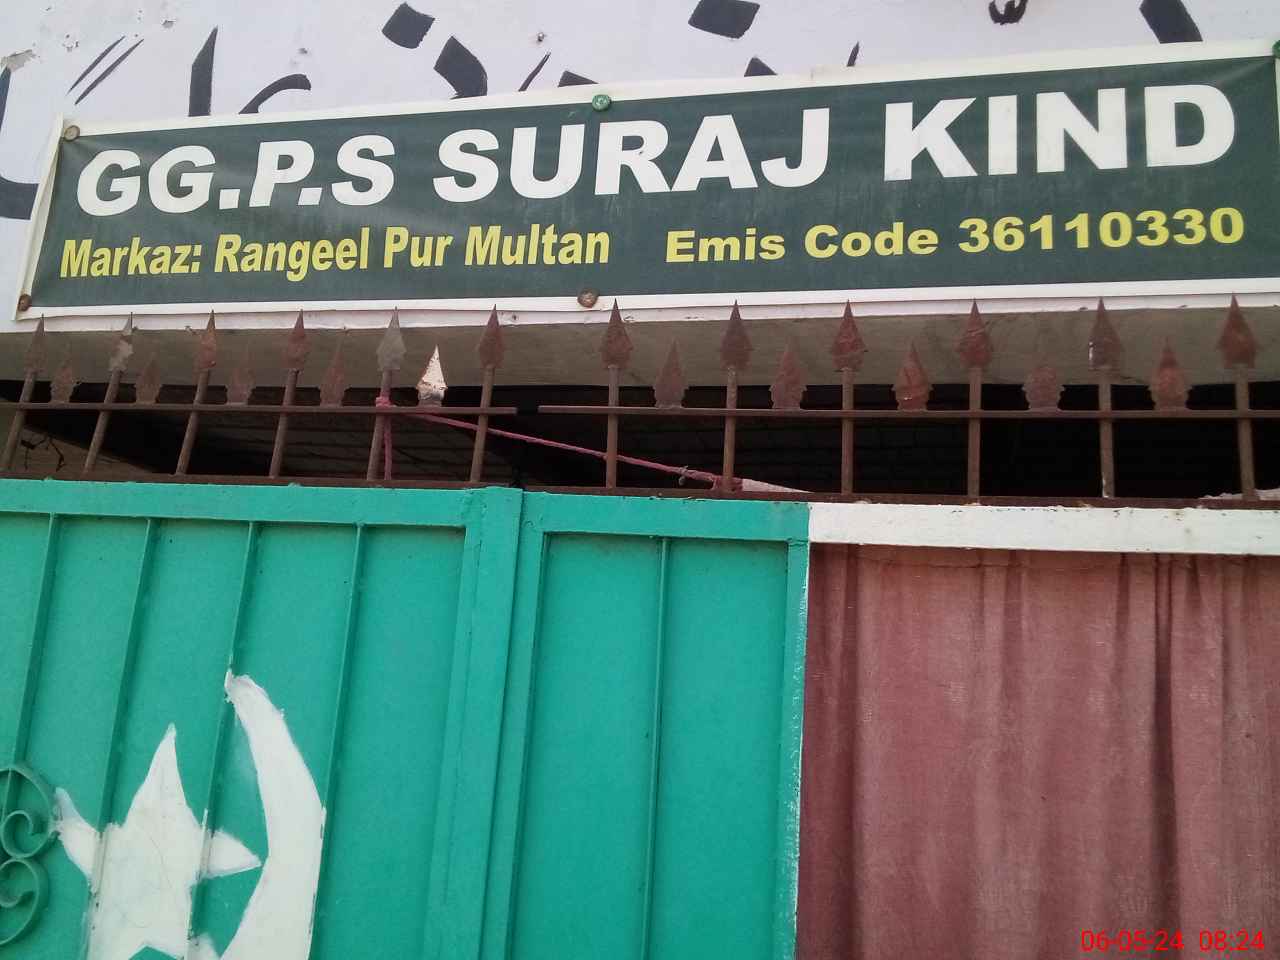 GG.P.S SURAJ KIND
Markaz: Rangeel Pur Multan Emis Code 36110330
06-05-24 08:24